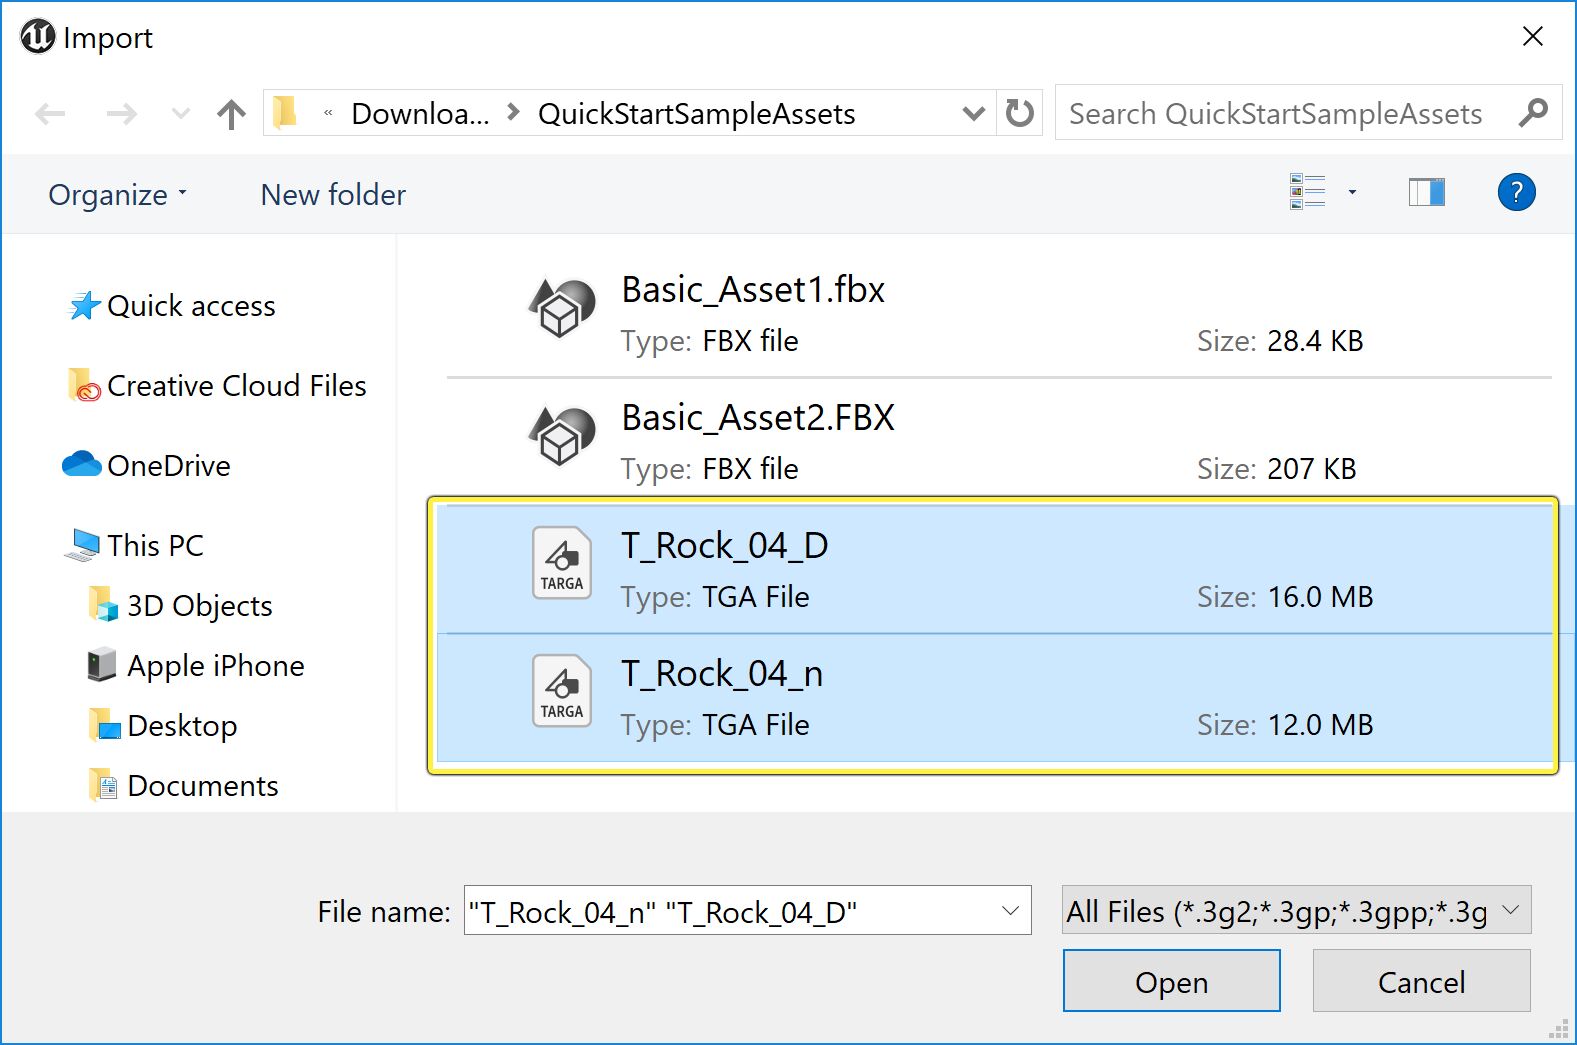 Import
« Downloa... > QuickStartSampleAssets
Search QuickStartSampleAssets
Organize New folder
?
Quick access
Creative Cloud Files
OneDrive
This PC
3D Objects
Apple iPhone
Desktop
Documents
Basic_Asset1.fbx
Type: FBX file Size: 28.4 KB
Basic_Asset2.FBX
Type: FBX file Size: 207 KB
T_Rock_04_D
TARGA
Type: TGA File Size: 16.0 MB
T_Rock_04_n
TARGA
Type: TGA File Size: 12.0 MB
File name: "T_Rock_04_n" "T_Rock_04_D"
All Files (*.3g2;*.3gp;*.3gpp;*.3g
Open Cancel